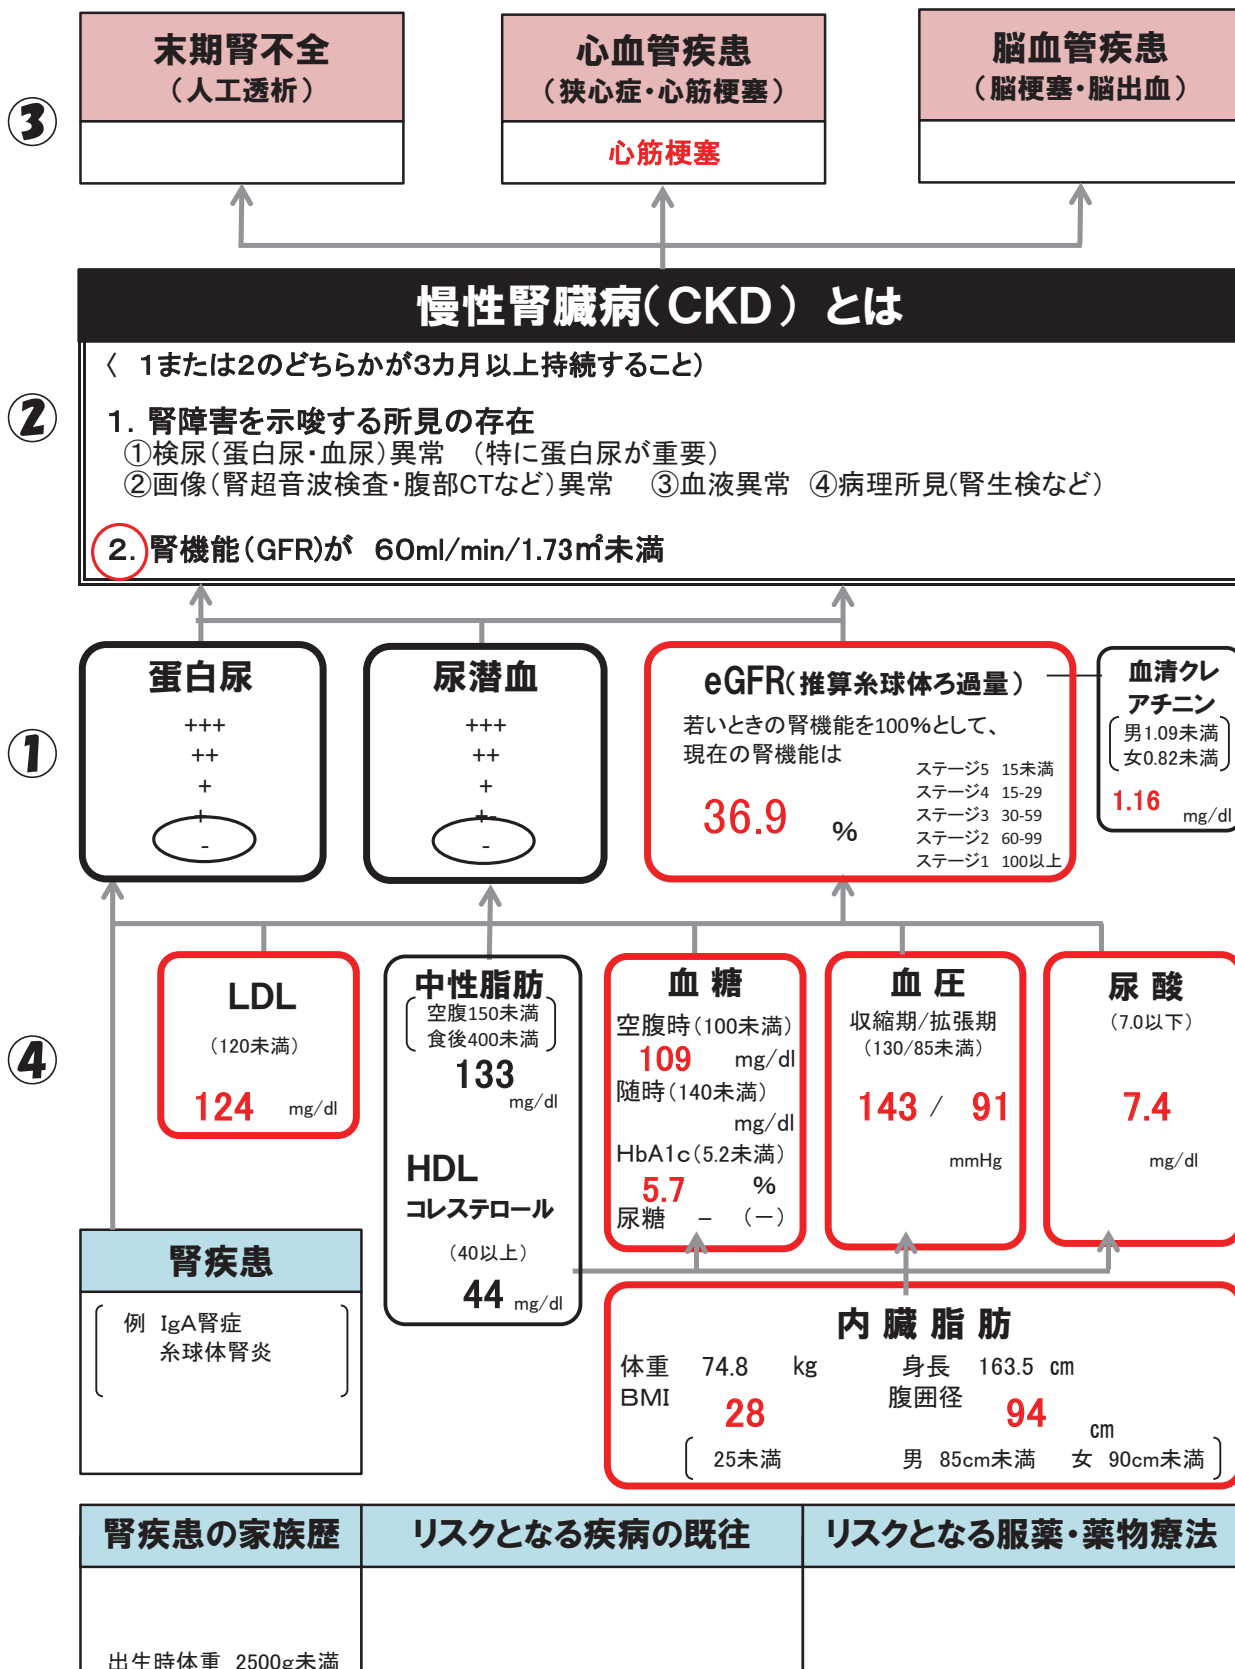 ③
末期腎不全
（人工透析）
心血管疾患
（狭心症・心筋梗塞）
心筋梗塞
脳血管疾患
（脳梗塞・脳出血）
慢性腎臓病（CKD） とは
②
〈 1または2のどちらかが3カ月以上持続すること）
1. 腎障害を示唆する所見の存在
①検尿（蛋白尿・血尿）異常 （特に蛋白尿が重要）
②画像（腎超音波検査・腹部CTなど）異常 ③血液異常 ④病理所見(腎生検など）
2. 腎機能（GFR)が 60ml/min/1.73㎡未満
①
蛋白尿
+++
++
+
+-
-
尿潜血
+++
++
+
+-
-
eGFR（推算糸球体ろ過量）
若いときの腎機能を100%として、
現在の腎機能は
36.9 %
ステージ5 15未満
ステージ4 15-29
ステージ3 30-59
ステージ2 60-99
ステージ1 100以上
血清クレ
アチニン
男1.09未満
女0.82未満
1.16 mg/dl
④
LDL
（120未満）
124 mg/dl
中性脂肪
空腹150未満
食後400未満
133
mg/dl
HDL
コレステロール
（40以上）
44 mg/dl
血糖
空腹時（100未満）
109 mg/dl
随時（140未満）
mg/dl
HbA1c（5.2未満）
5.7 %
尿糖 − （−）
血圧
収縮期/拡張期
（130/85未満）
143 / 91
mmHg
尿酸
（7.0以下）
7.4
mg/dl
腎疾患
例 IgA腎症
糸球体腎炎
内臓脂肪
体重 74.8 kg 身長 163.5 cm
BMI 28 腹囲径 94 cm
25未満 男 85cm未満 女 90cm未満
腎疾患の家族歴
リスクとなる疾病の既往
リスクとなる服薬・薬物療法
出生時体重 2500g未満